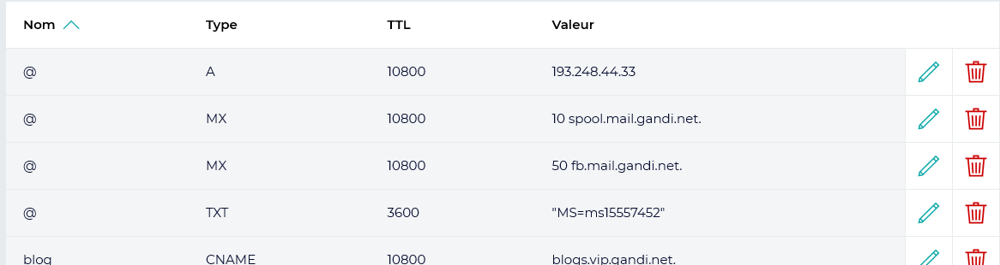 Nom Type TTL Valeur
@ A 10800 193.248.44.33
@ MX 10800 10 spool.mail.gandi.net.
@ MX 10800 50 fb.mail.gandi.net.
@ TXT 3600 "MS=ms15557452"
blog CNAME 10800 blogs.vip.gandi.net.